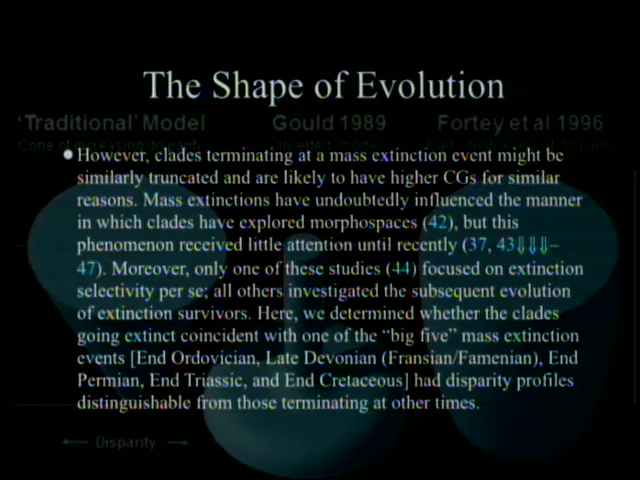 The Shape of Evolution
'Traditional' Model Gould 1989 Fortey et al 1996
However, clades terminating at a mass extinction event might be
similarly truncated and are likely to have higher CGs for similar
reasons. Mass extinctions have undoubtedly influenced the manner
in which clades have explored morphospaces (42), but this
phenomenon received little attention until recently (37, 43⇓⇓⇓–
47). Moreover, only one of these studies (44) focused on extinction
selectivity per se; all others investigated the subsequent evolution
of extinction survivors. Here, we determined whether the clades
going extinct coincident with one of the “big five” mass extinction
events [End Ordovician, Late Devonian (Fransian/Famenian), End
Permian, End Triassic, and End Cretaceous] had disparity profiles
distinguishable from those terminating at other times.
← Disparity →